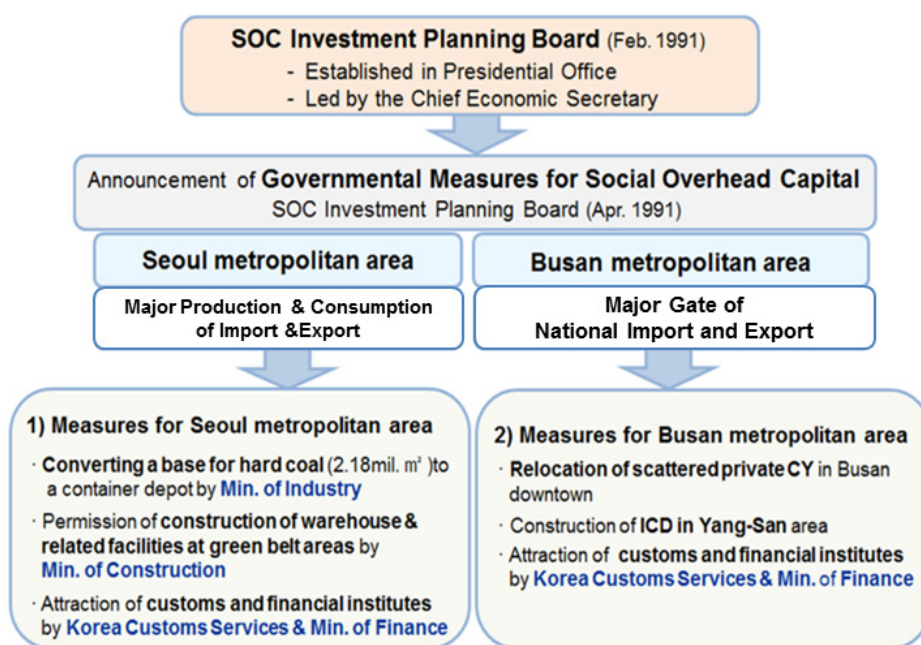 SOC Investment Planning Board (Feb. 1991)
- Established in Presidential Office
- Led by the Chief Economic Secretary
Announcement of Governmental Measures for Social Overhead Capital
SOC Investment Planning Board (Apr. 1991)
Seoul metropolitan area
Major Production & Consumption
of Import &Export
Busan metropolitan area
Major Gate of
National Import and Export
1) Measures for Seoul metropolitan area
· Converting a base for hard coal (2.18mil. ㎡ )to
a container depot by Min. of Industry
· Permission of construction of warehouse &
related facilities at green belt areas by
Min. of Construction
· Attraction of customs and financial institutes
by Korea Customs Services & Min. of Finance
2) Measures for Busan metropolitan area
· Relocation of scattered private CY in Busan
downtown
· Construction of ICD in Yang-San area
· Attraction of customs and financial institutes
by Korea Customs Services & Min. of Finance